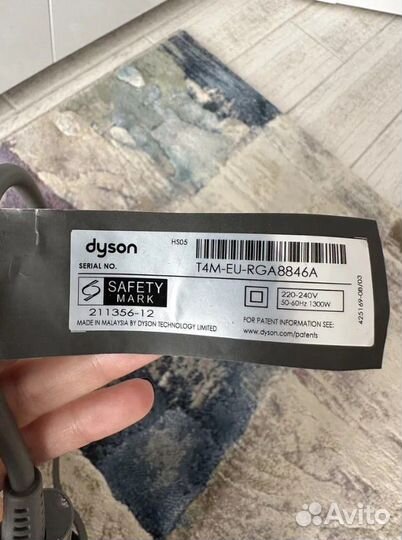 dyson
HS05
SERIAL NO.
T4M-EU-RGA8846A
SAFETY
MARK
211356-12
220-240V
50-60Hz 1300W
MADE IN MALAYSIA BY DYSON TECHNOLOGY LIMITED
FOR PATENT INFORMATION SEE:
www.dyson.com/patents
425169-08/03
Avito